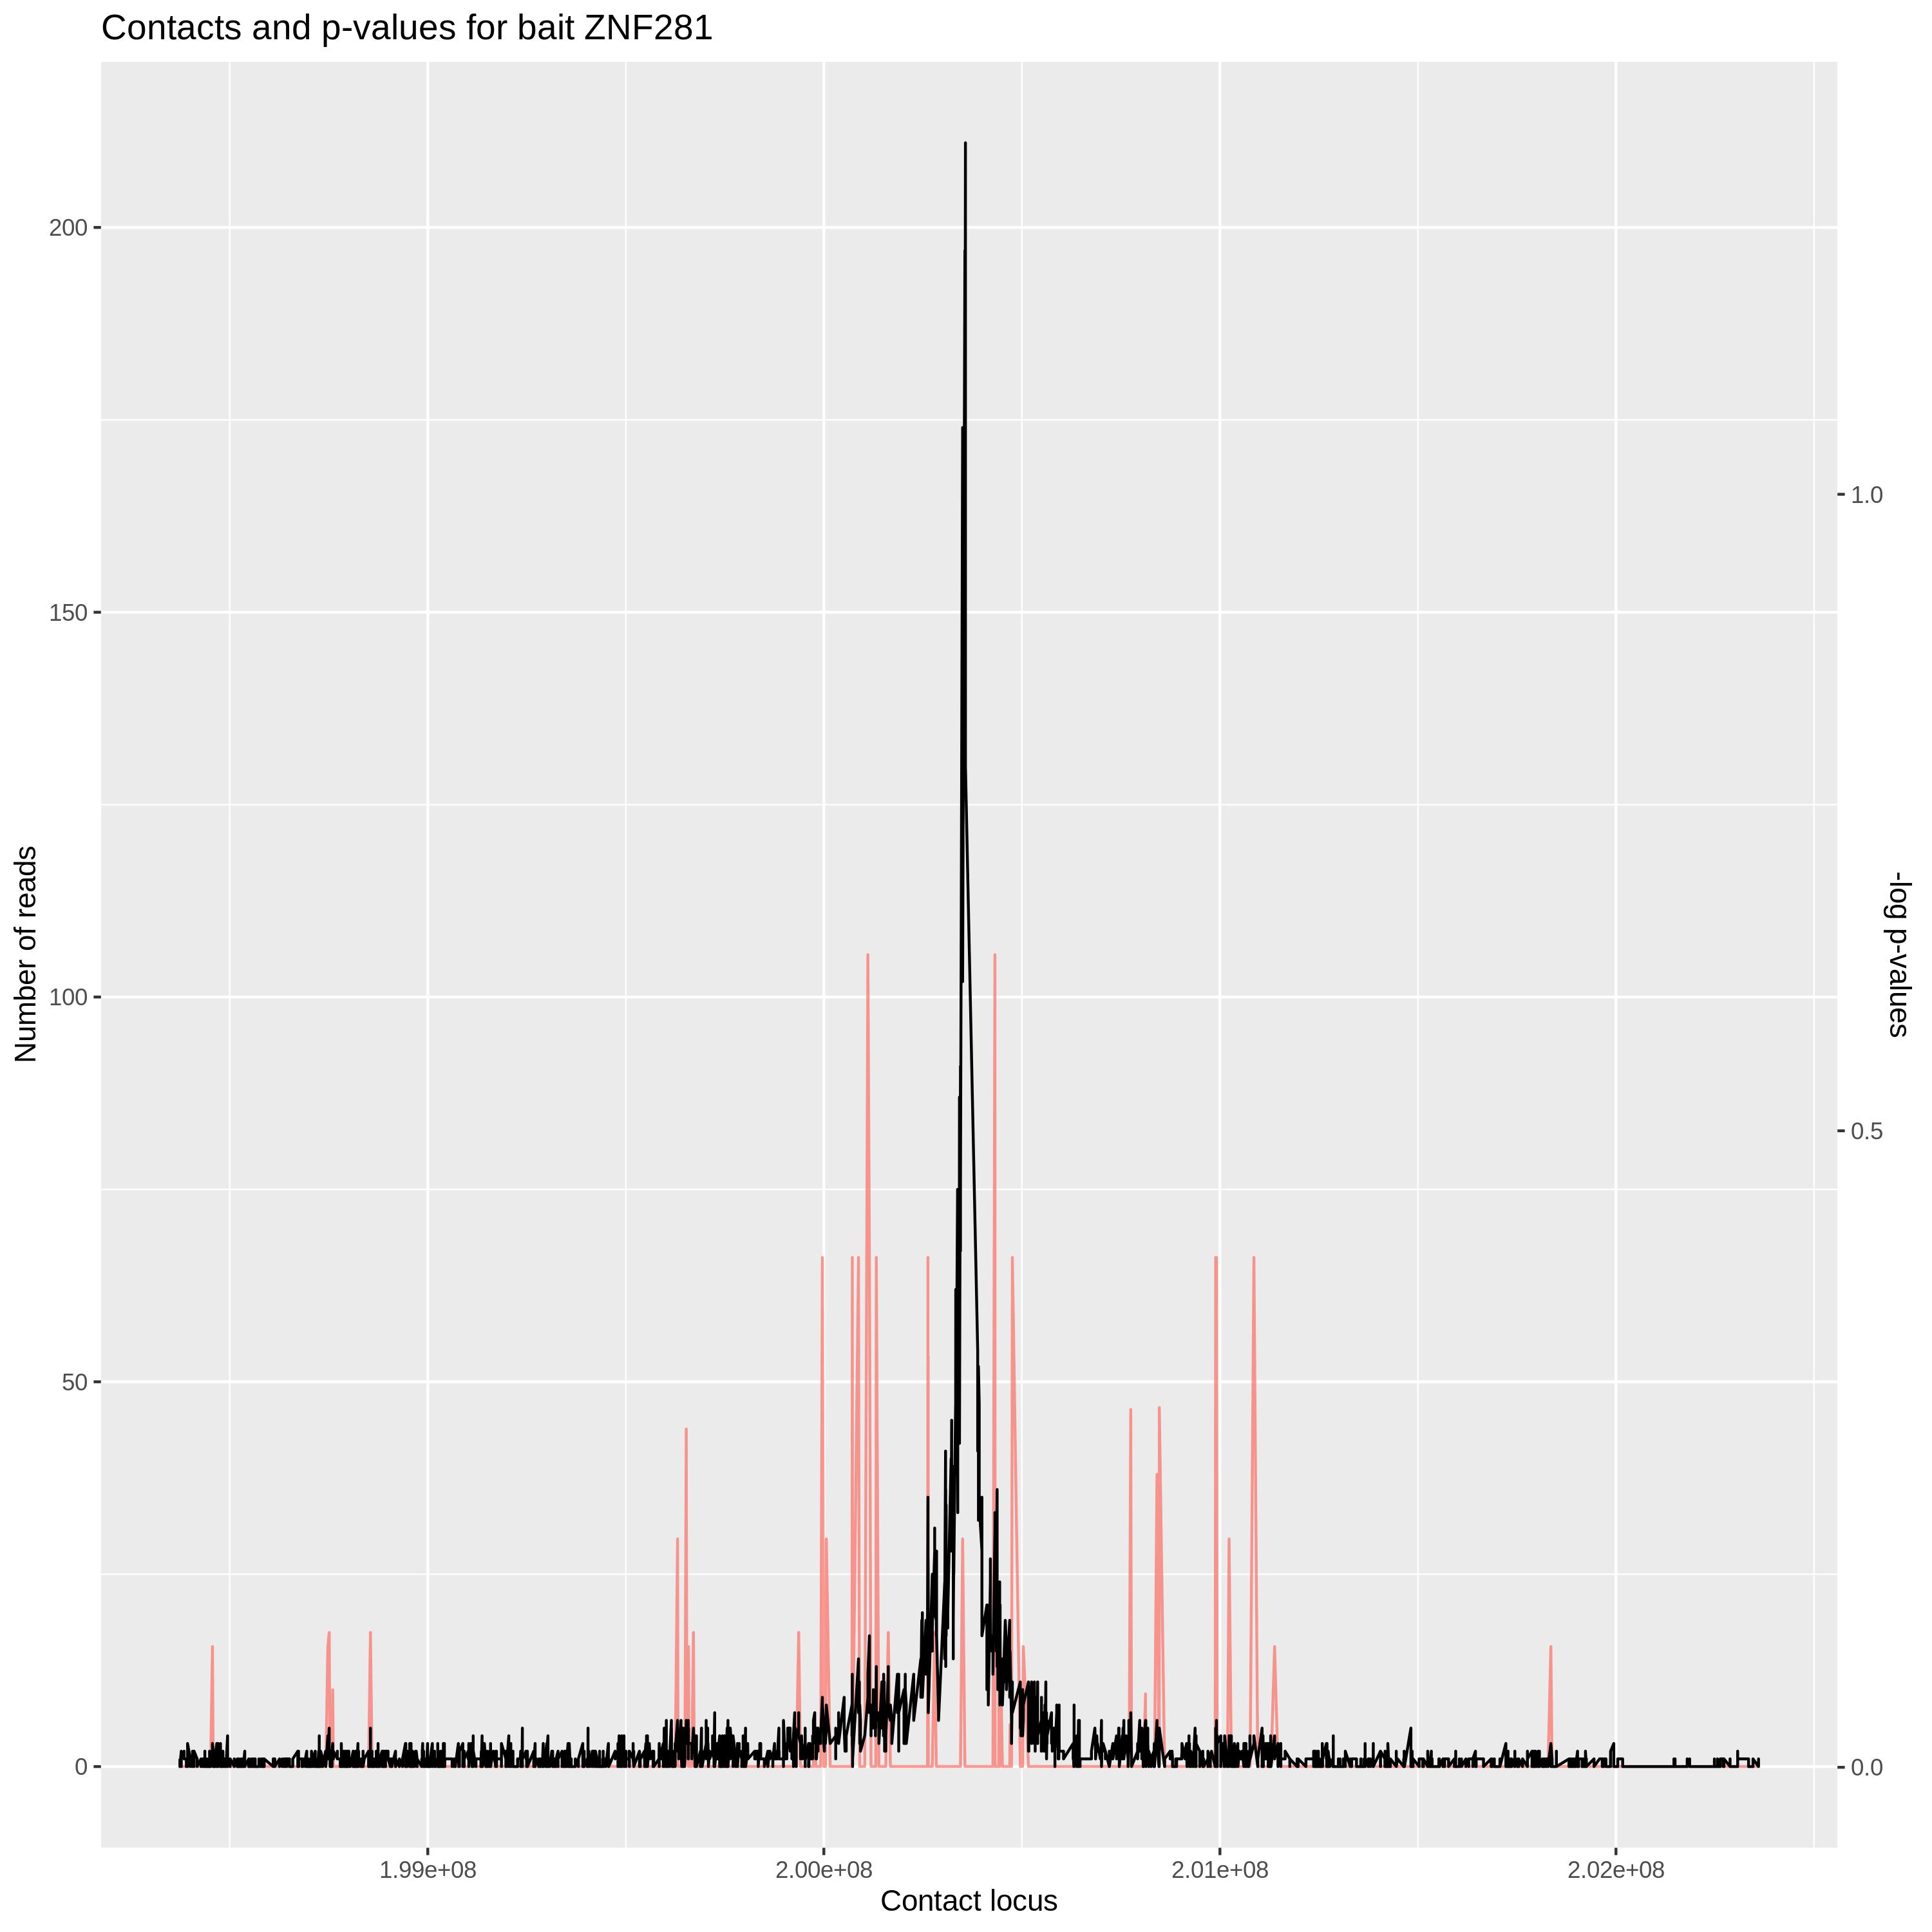 Contacts and p-values for bait ZNF281
Number of reads
200
150
100
50
0
1.0
0.5
0.0
-log p-values
1.99e+08
2.00e+08
2.01e+08
2.02e+08
Contact locus